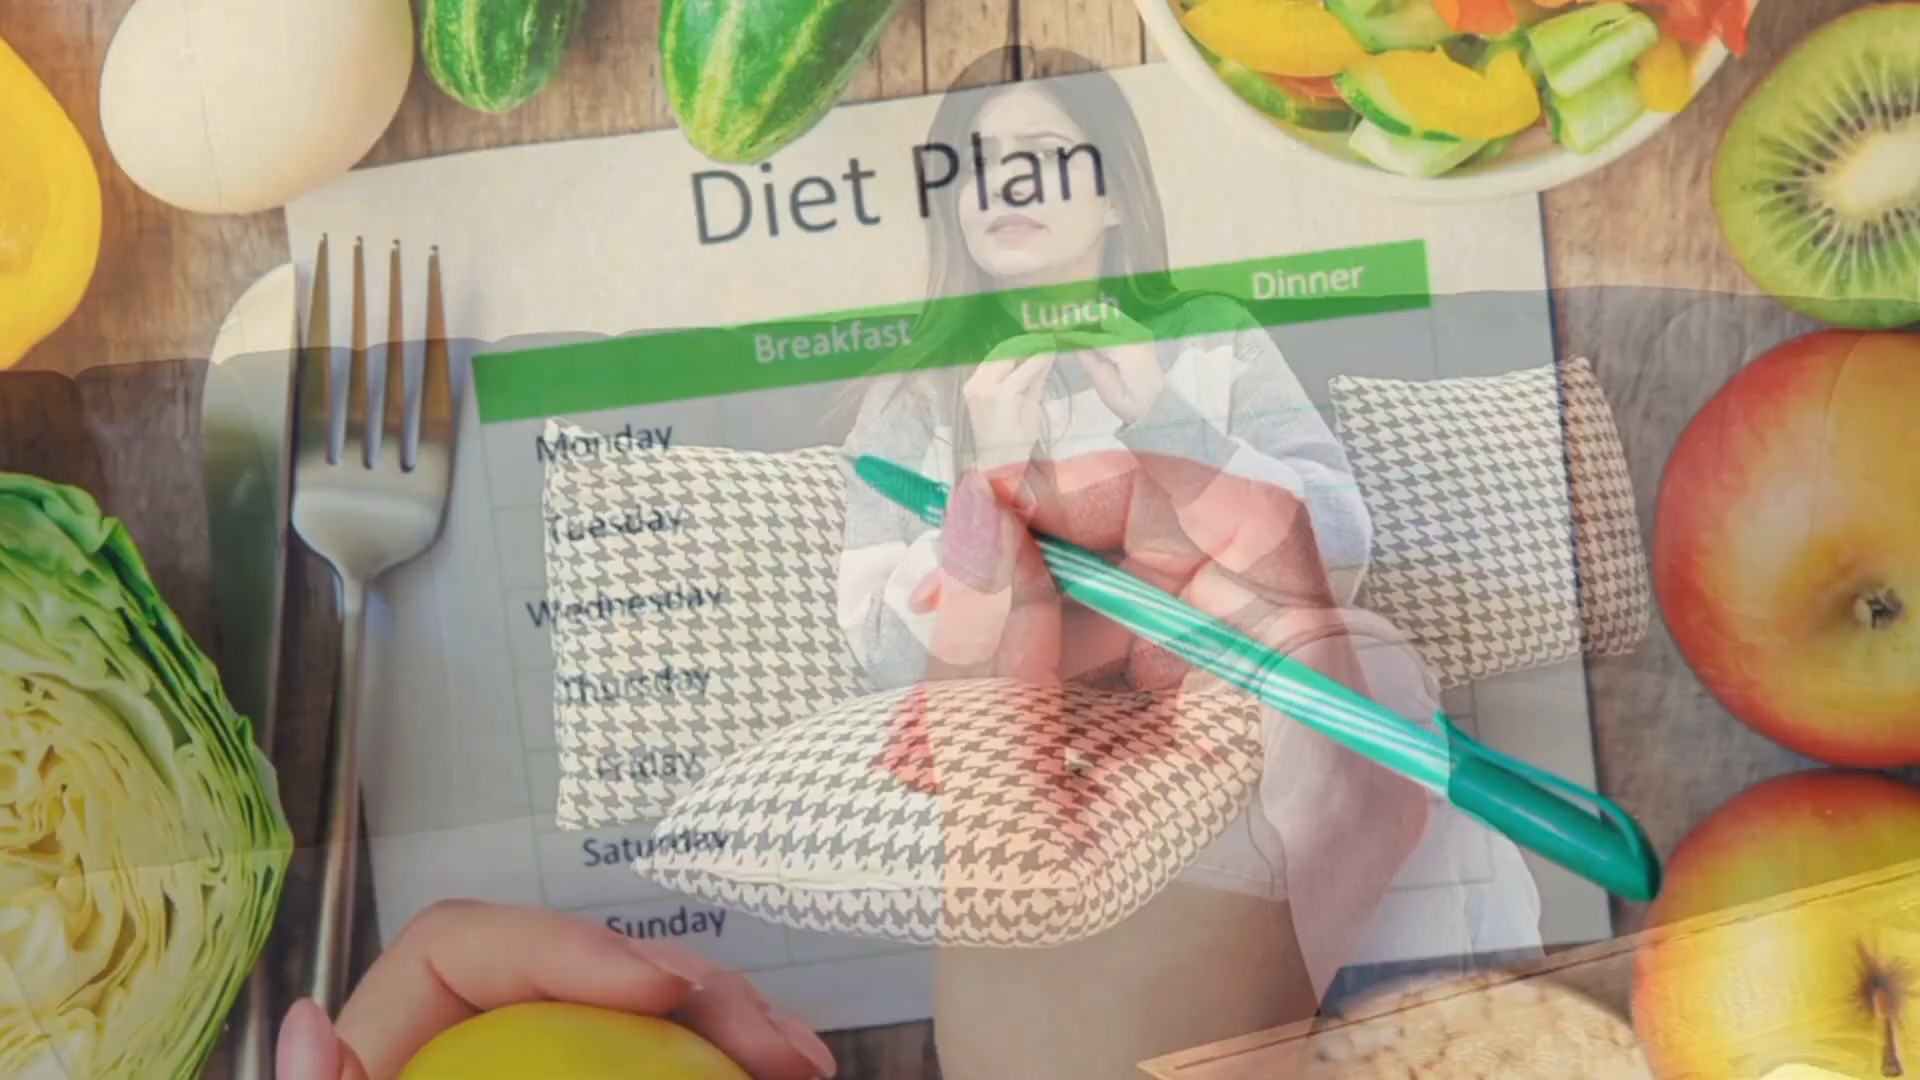 Diet Plan
Breakfast Lunch Dinner
Monday
Tuesday
Wednesday
Thursday
Friday
Saturday
Sunday